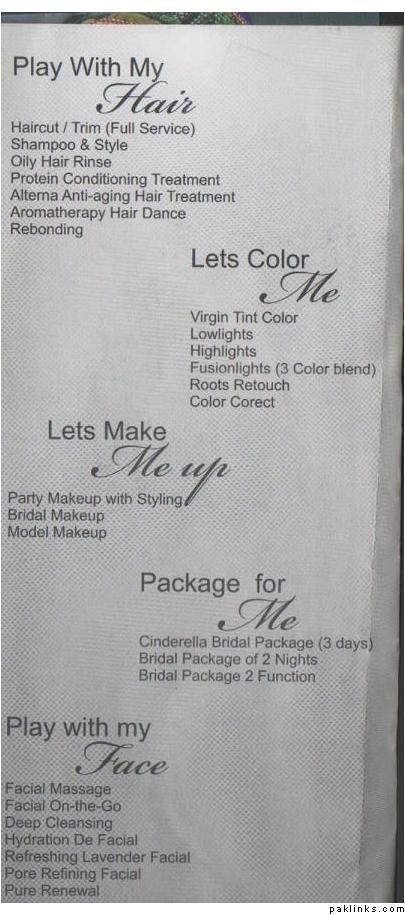 Play With My
Hair
Haircut / Trim (Full Service)
Shampoo & Style
Oily Hair Rinse
Protein Conditioning Treatment
Alterna Anti-aging Hair Treatment
Aromatherapy Hair Dance
Rebonding
Lets Color
Me
Virgin Tint Color
Lowlights
Highlights
Fusionlights (3 Color blend)
Roots Retouch
Color Corect
Lets Make
Me up
Party Makeup with Styling
Bridal Makeup
Model Makeup
Package for
Me
Cinderella Bridal Package (3 days)
Bridal Package of 2 Nights
Bridal Package 2 Function
Play with my
Face
Facial Massage
Facial On-the-Go
Deep Cleansing
Hydration De Facial
Refreshing Lavender Facial
Pore Refining Facial
Pure Renewal
paklinks.com